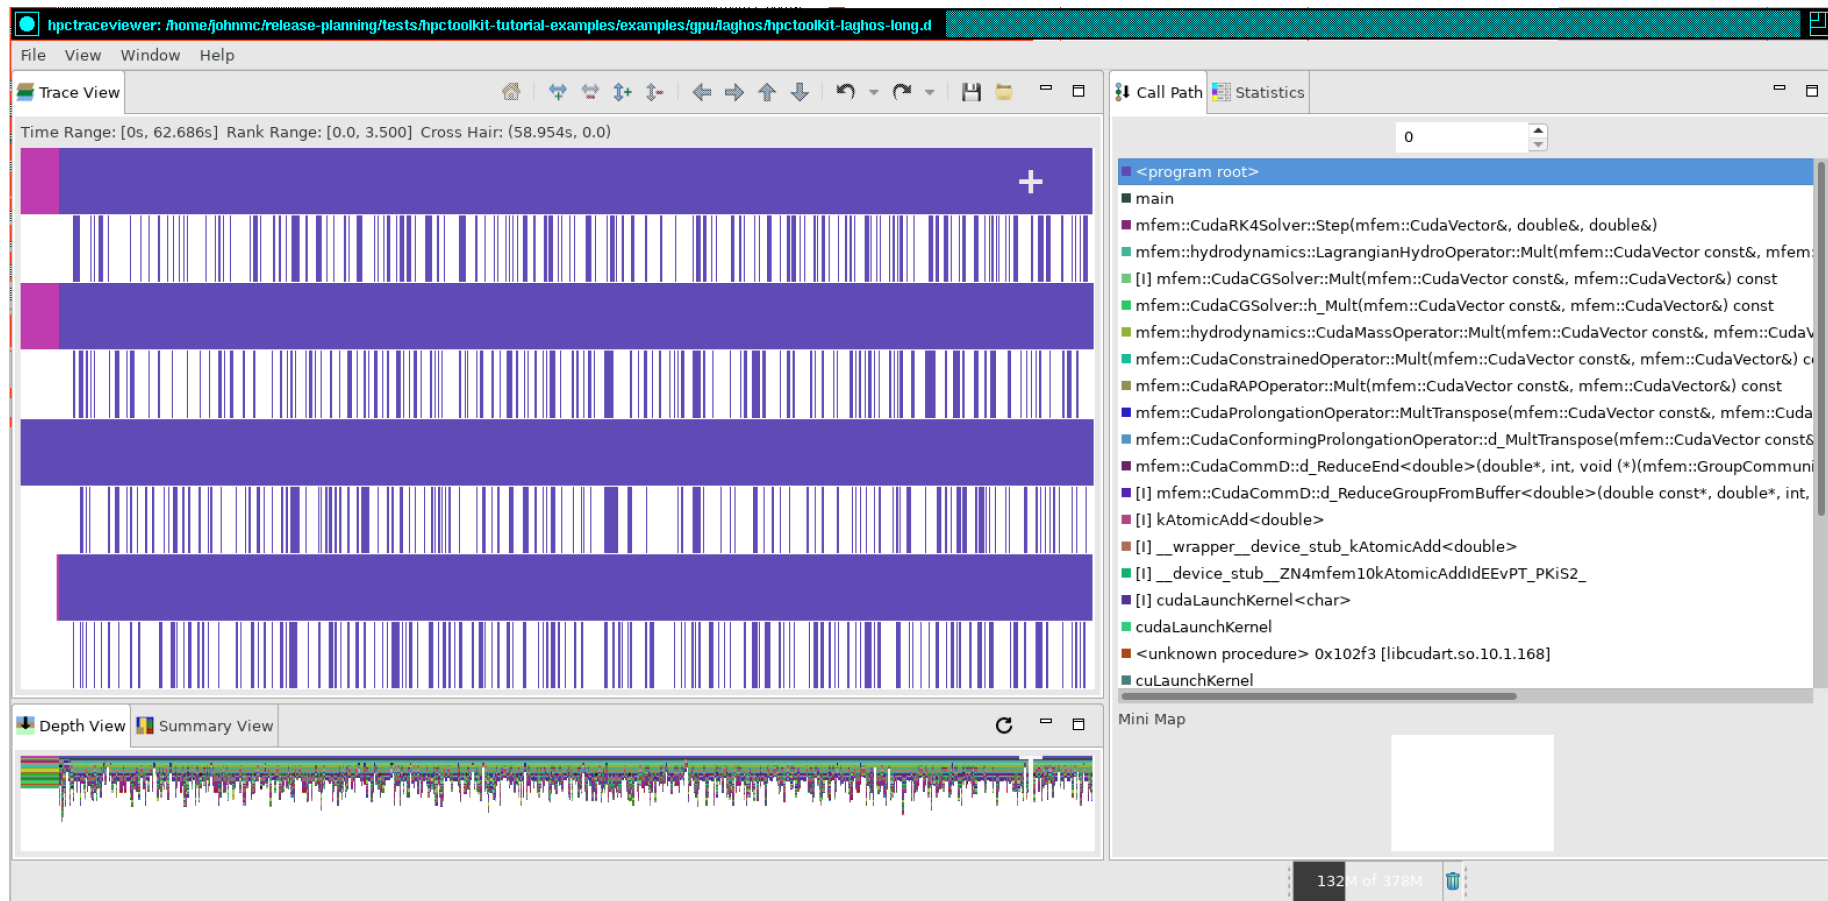 hpctraceviewer: /home/johnmc/release-planning/tests/hpctoolkit-tutorial-examples/examples/gpu/laghos/hpctoolkit-laghos-long.d
File View Window Help
Trace View
Time Range: [0s, 62.686s] Rank Range: [0.0, 3.500] Cross Hair: (58.954s, 0.0)
Depth View Summary View
Call Path Statistics
0
<program root>
main
mfem::CudaRK4Solver::Step(mfem::CudaVector&, double&, double&)
mfem::hydrodynamics::LagrangianHydroOperator::Mult(mfem::CudaVector const&, mfem:
[I] mfem::CudaCGSolver::Mult(mfem::CudaVector const&, mfem::CudaVector&) const
mfem::CudaCGSolver::h_Mult(mfem::CudaVector const&, mfem::CudaVector&) const
mfem::hydrodynamics::CudaMassOperator::Mult(mfem::CudaVector const&, mfem::CudaV
mfem::CudaConstrainedOperator::Mult(mfem::CudaVector const&, mfem::CudaVector&) c
mfem::CudaRAPOperator::Mult(mfem::CudaVector const&, mfem::CudaVector&) const
mfem::CudaProlongationOperator::MultTranspose(mfem::CudaVector const&, mfem::Cuda
mfem::CudaConformingProlongationOperator::d_MultTranspose(mfem::CudaVector const&
mfem::CudaCommD::d_ReduceEnd<double>(double*, int, void (*)(mfem::GroupCommuni
[I] mfem::CudaCommD::d_ReduceGroupFromBuffer<double>(double const*, double*, int,
[I] kAtomicAdd<double>
[I] __wrapper__device_stub_kAtomicAdd<double>
[I] __device_stub__ZN4mfem10kAtomicAddIdEEvPT_PKiS2_
[I] cudaLaunchKernel<char>
cudaLaunchKernel
<unknown procedure> 0x102f3 [libcudart.so.10.1.168]
cuLaunchKernel
Mini Map
132M of 378M